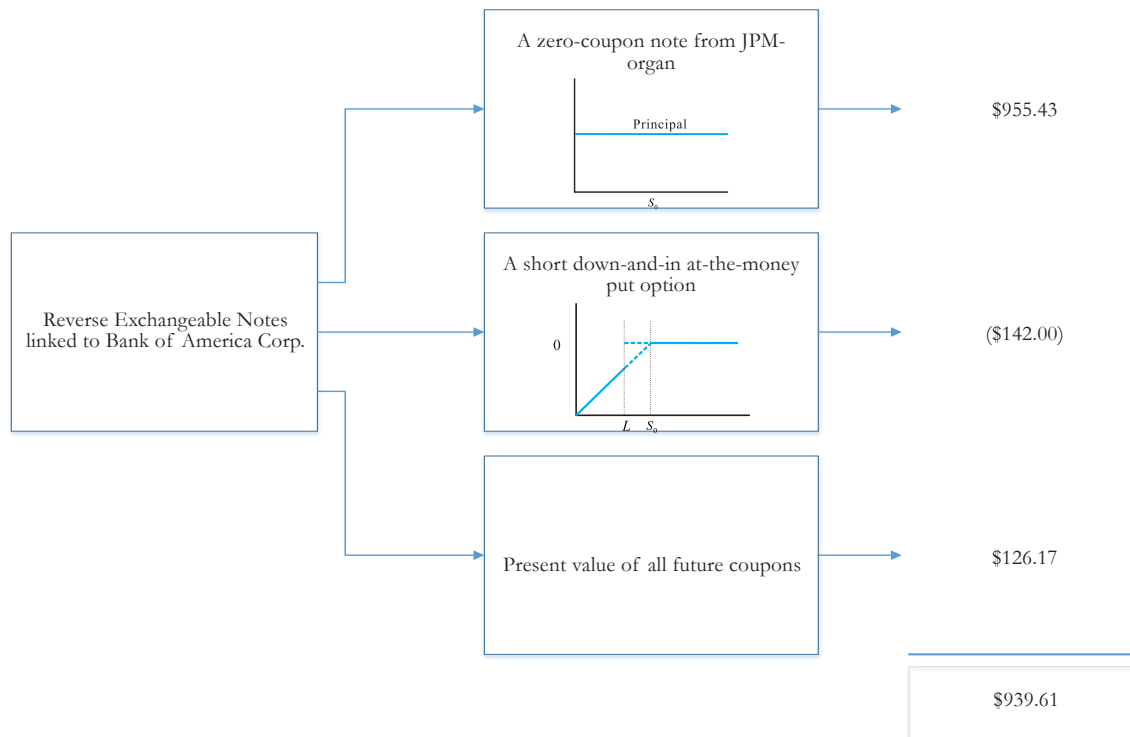 A zero-coupon note from JPM-
organ
Principal
S₀
$955.43
Reverse Exchangeable Notes
linked to Bank of America Corp.
A short down-and-in at-the-money
put option
0
L S₀
($142.00)
Present value of all future coupons
$126.17
$939.61